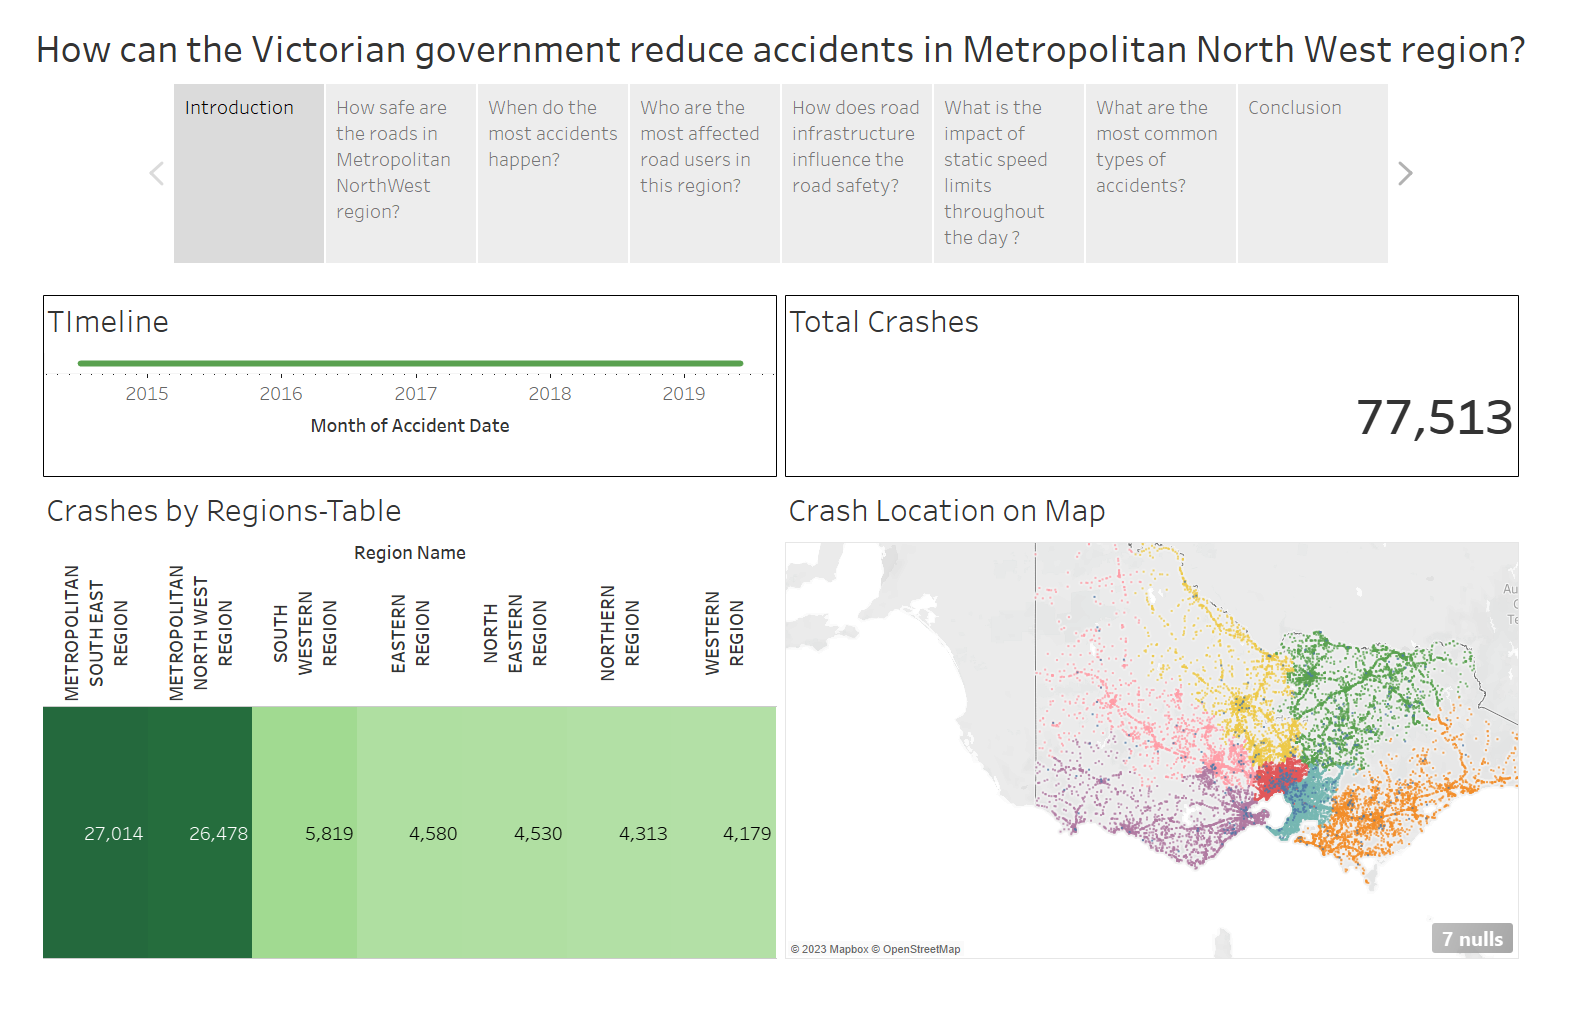 How can the Victorian government reduce accidents in Metropolitan North West region?
Introduction
How safe are
the roads in
Metropolitan
NorthWest
region?
When do the
most accidents
happen?
Who are the
most affected
road users in
this region?
How does road
infrastructure
influence the
road safety?
What is the
impact of
static speed
limits
throughout
the day ?
What are the
most common
types of
accidents?
Conclusion
TImeline
2015 2016 2017 2018 2019
Month of Accident Date
Total Crashes
77,513
Crashes by Regions-Table
Region Name
METROPOLITAN
SOUTH EAST
REGION
METROPOLITAN
NORTH WEST
REGION
SOUTH
WESTERN
REGION
EASTERN
REGION
NORTH
EASTERN
REGION
NORTHERN
REGION
WESTERN
REGION
27,014 26,478 5,819 4,580 4,530 4,313 4,179
Crash Location on Map
Au
C
Te
© 2023 Mapbox © OpenStreetMap
7 nulls